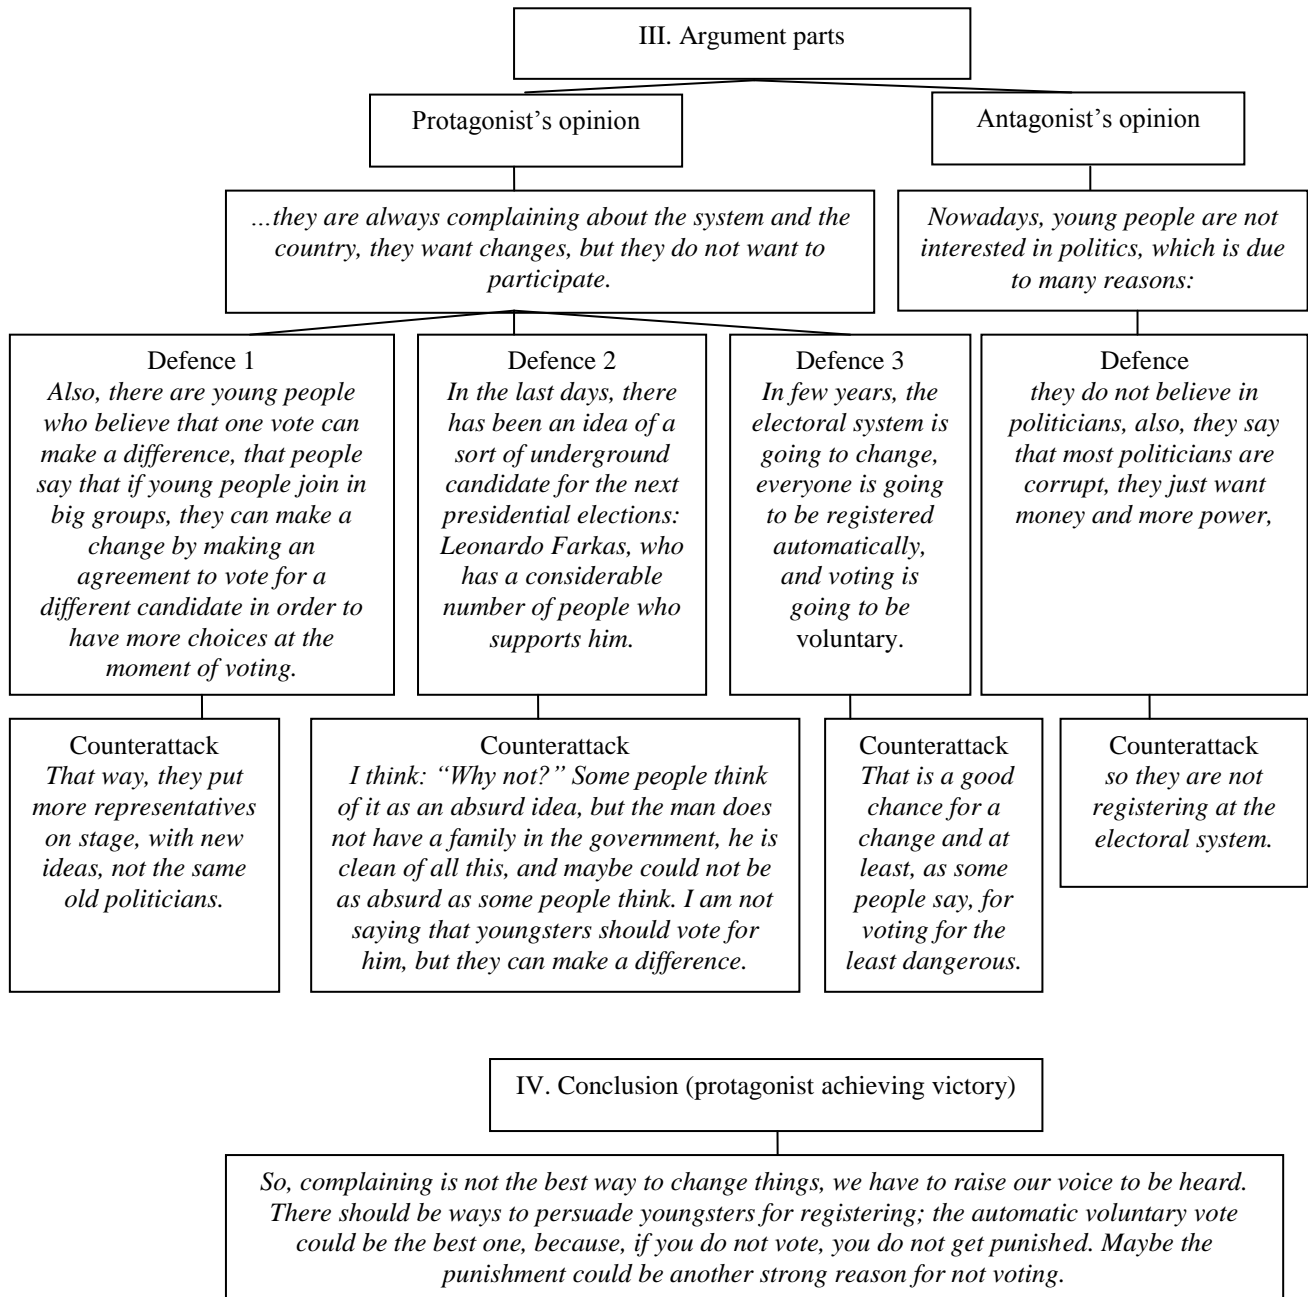 III. Argument parts
Protagonist’s opinion
Antagonist’s opinion
…they are always complaining about the system and the
country, they want changes, but they do not want to
participate.
Nowadays, young people are not
interested in politics, which is due
to many reasons:
Defence 1
Also, there are young people
who believe that one vote can
make a difference, that people
say that if young people join in
big groups, they can make a
change by making an
agreement to vote for a
different candidate in order to
have more choices at the
moment of voting.
Defence 2
In the last days, there
has been an idea of a
sort of underground
candidate for the next
presidential elections:
Leonardo Farkas, who
has a considerable
number of people who
supports him.
Defence 3
In few years, the
electoral system is
going to change,
everyone is going
to be registered
automatically,
and voting is
going to be
voluntary.
Defence
they do not believe in
politicians, also, they say
that most politicians are
corrupt, they just want
money and more power,
Counterattack
That way, they put
more representatives
on stage, with new
ideas, not the same
old politicians.
Counterattack
I think: “Why not?” Some people think
of it as an absurd idea, but the man does
not have a family in the government, he is
clean of all this, and maybe could not be
as absurd as some people think. I am not
saying that youngsters should vote for
him, but they can make a difference.
Counterattack
That is a good
chance for a
change and at
least, as some
people say, for
voting for the
least dangerous.
Counterattack
so they are not
registering at the
electoral system.
IV. Conclusion (protagonist achieving victory)
So, complaining is not the best way to change things, we have to raise our voice to be heard.
There should be ways to persuade youngsters for registering; the automatic voluntary vote
could be the best one, because, if you do not vote, you do not get punished. Maybe the
punishment could be another strong reason for not voting.